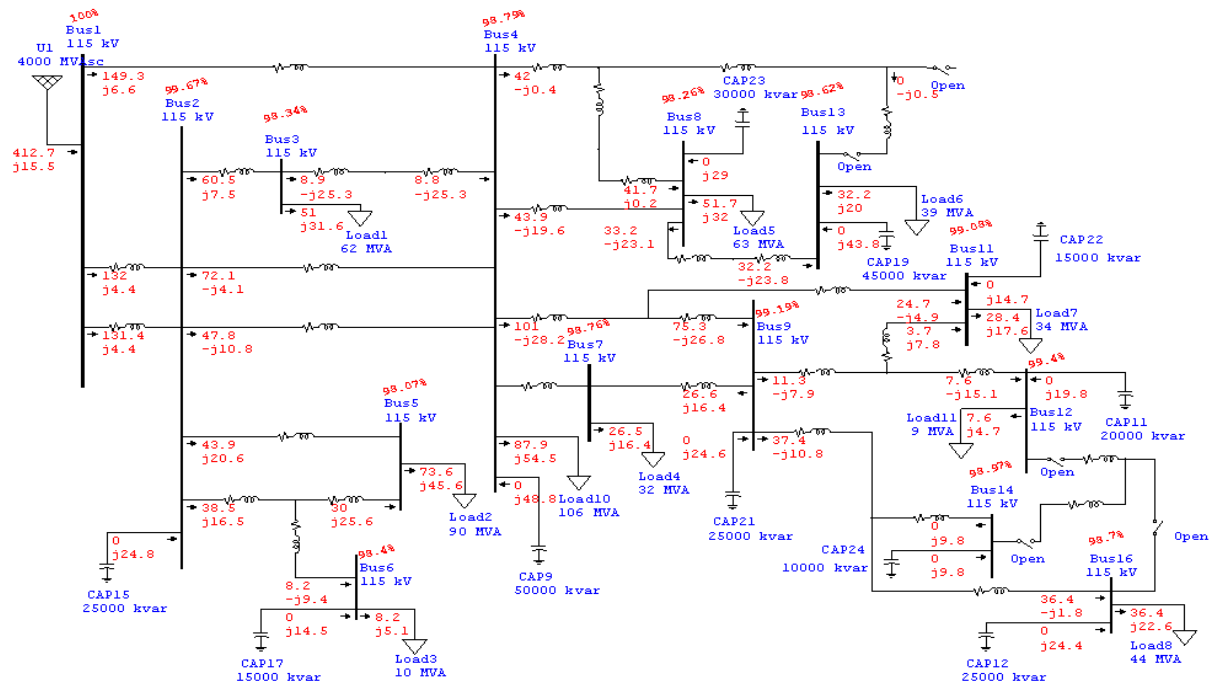 U1
4000 MVAsc
412.7
j15.5
100%
Bus1
115 kV
149.3
j6.6
132
j4.4
131.4
j4.4
99.67%
Bus2
115 kV
60.5
j7.5
72.1
-j4.1
47.8
-j10.8
43.9
j20.6
38.5
j16.5
0
j24.8
CAP15
25000 kvar
98.34%
Bus3
115 kV
8.9
-j25.3
51
j31.6
Load1
62 MVA
8.8
-j25.3
98.79%
Bus4
115 kV
42
-j0.4
43.9
-j19.6
101
-j28.2
87.9
j54.5
Load10
106 MVA
0
j48.8
CAP9
50000 kvar
98.07%
Bus5
115 kV
73.6
j45.6
Load2
90 MVA
30
j25.6
98.4%
Bus6
115 kV
8.2
-j9.4
0
j14.5
CAP17
15000 kvar
8.2
j5.1
Load3
10 MVA
98.76%
Bus7
115 kV
26.5
j16.4
Load4
32 MVA
26.6
j16.4
CAP23
30000 kvar
98.26%
Bus8
115 kV
0
j29
41.7
j0.2
51.7
j32
Load5
63 MVA
33.2
-j23.1
32.2
-j23.8
98.62%
Bus13
115 kV
0
-j0.5
Open
Open
32.2
j20
Load6
39 MVA
0
j43.8
CAP19
45000 kvar
99.19%
Bus9
115 kV
75.3
-j26.8
11.3
-j7.9
37.4
-j10.8
0
j24.6
CAP21
25000 kvar
99.08%
Bus11
115 kV
CAP22
15000 kvar
0
j14.7
24.7
-j4.9
3.7
j7.8
28.4
j17.6
Load7
34 MVA
99.4%
Bus12
115 kV
7.6
-j15.1
0
j19.8
CAP11
20000 kvar
Load11
9 MVA
7.6
j4.7
Open
98.97%
Bus14
115 kV
0
j9.8
0
j9.8
CAP24
10000 kvar
Open
Open
98.7%
Bus16
115 kV
36.4
-j1.8
0
j24.4
CAP12
25000 kvar
36.4
j22.6
Load8
44 MVA